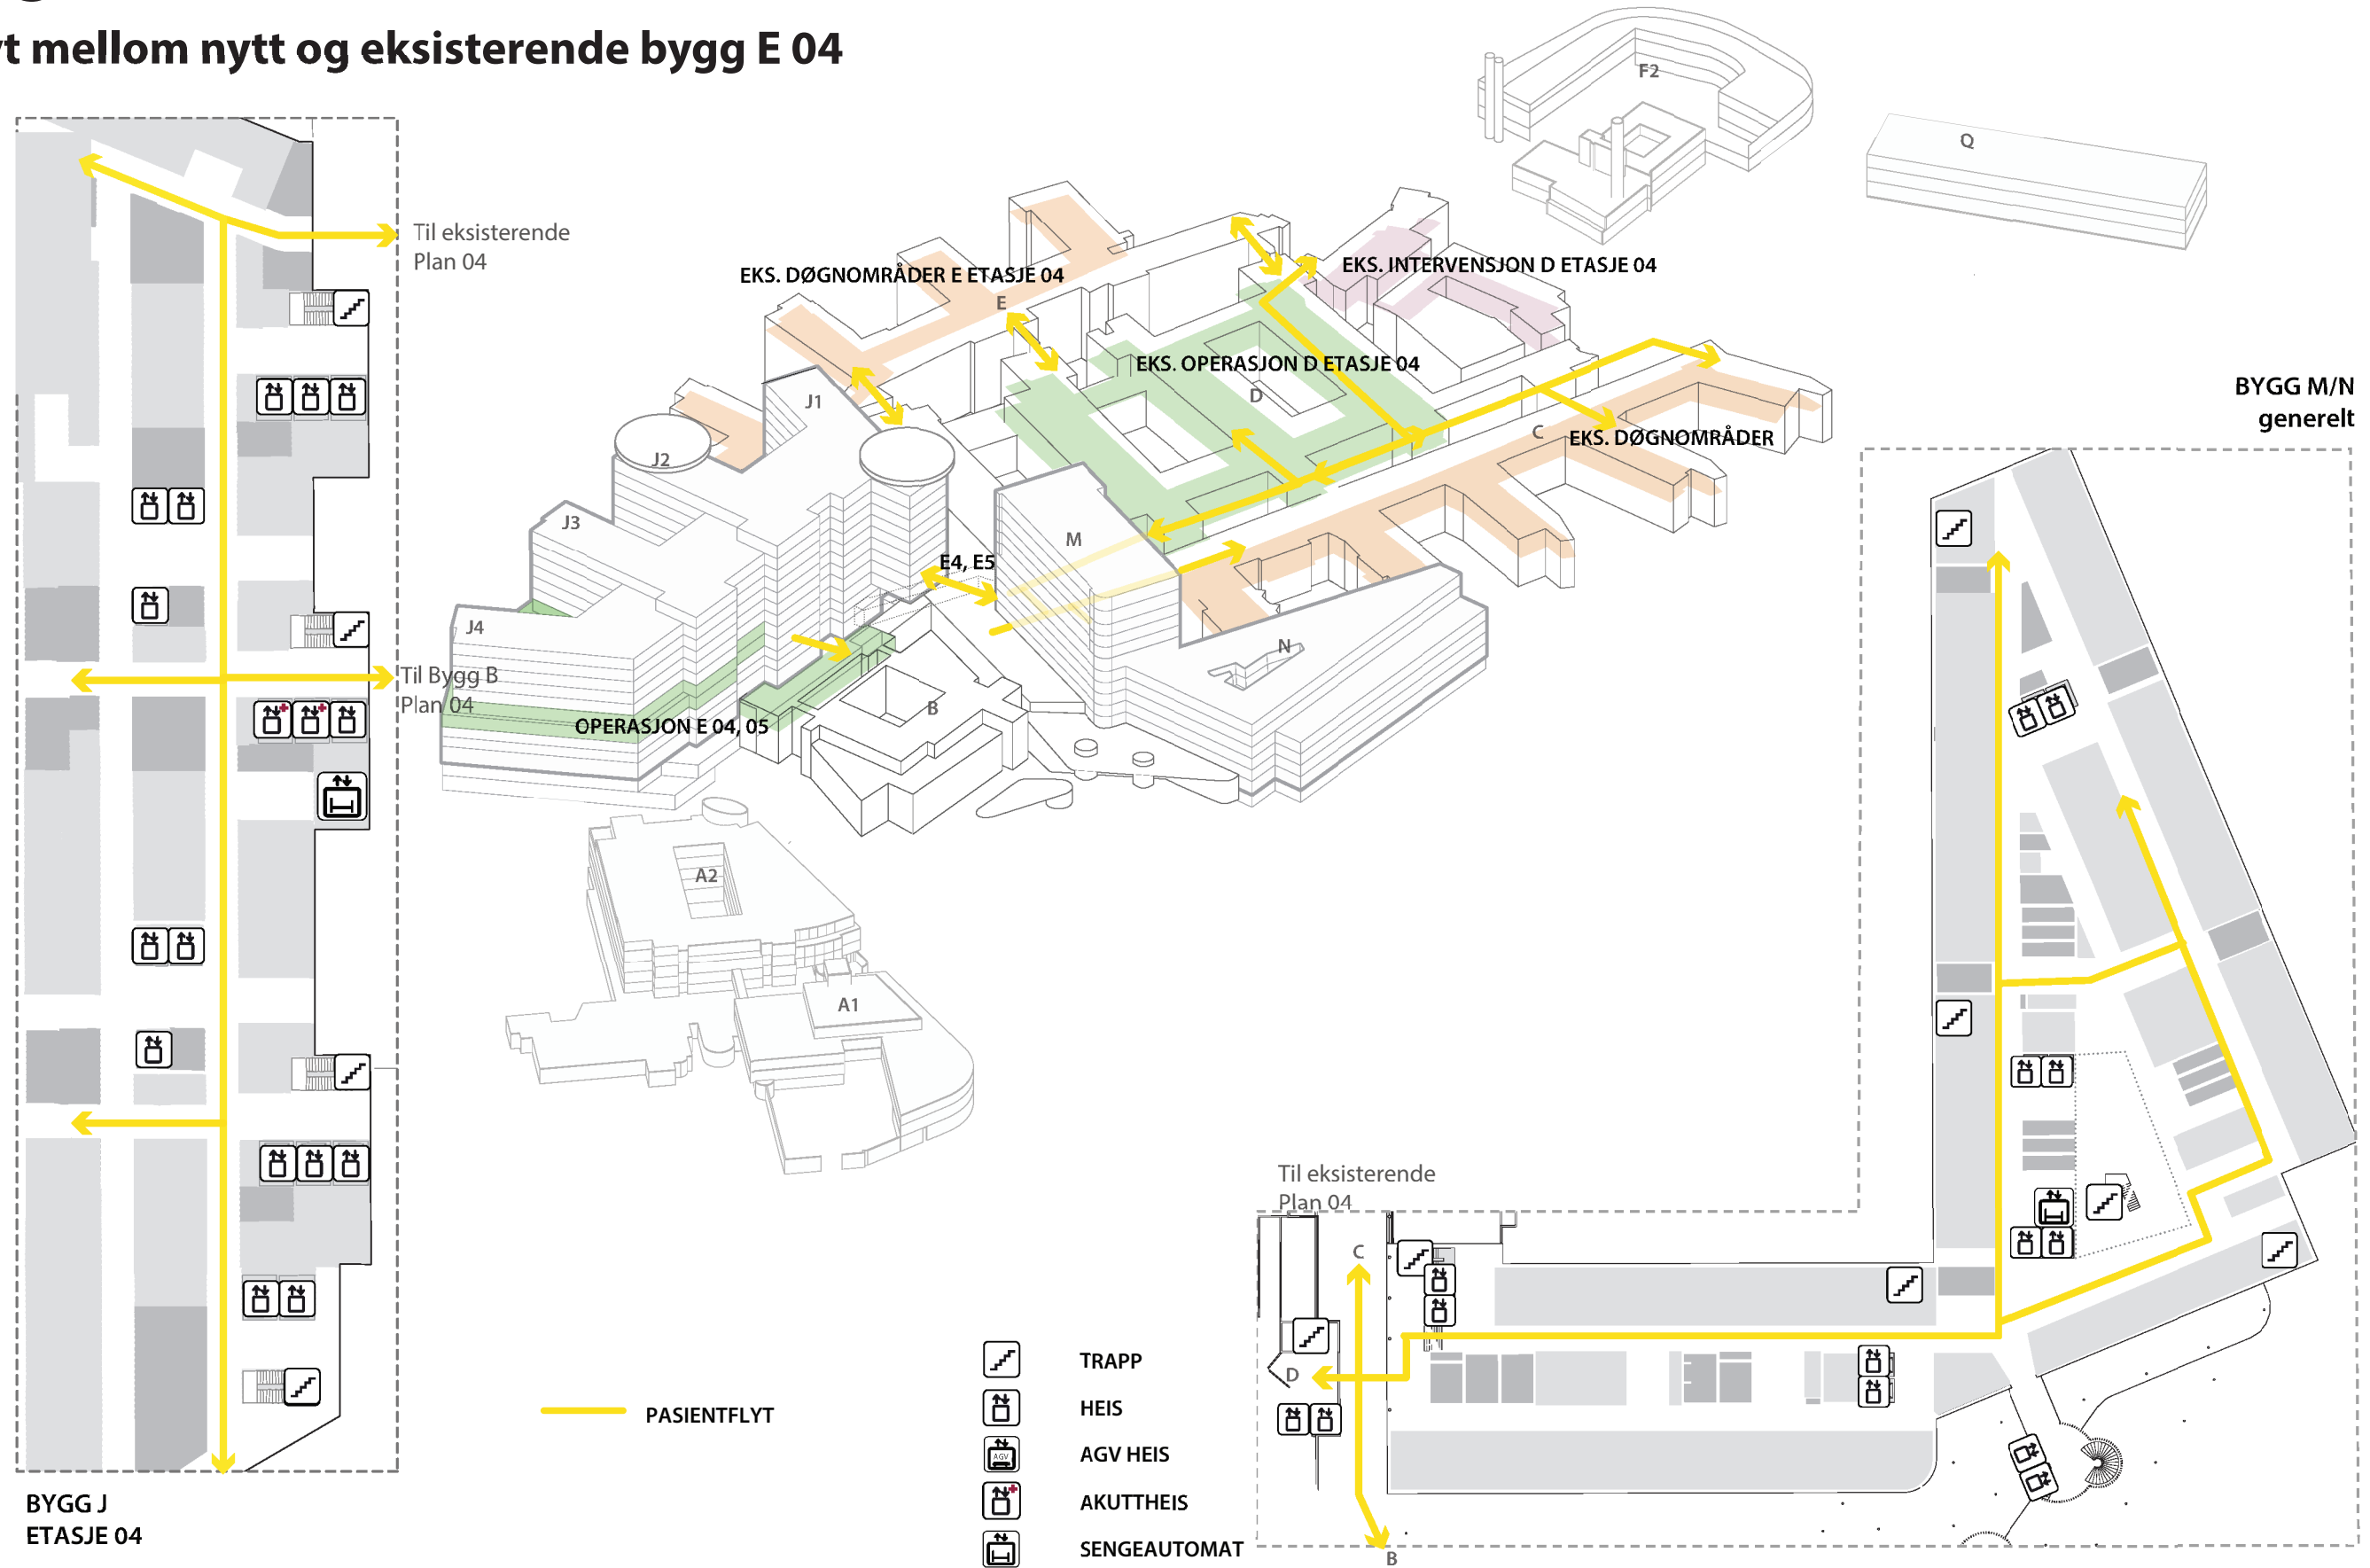 t mellom nytt og eksisterende bygg E 04
F2
Q
Til eksisterende
Plan 04
EKS. DØGNOMRÅDER E ETASJE 04
E
EKS. INTERVENSJON D ETASJE 04
EKS. OPERASJON D ETASJE 04
D
J1
BYGG M/N
generelt
C
EKS. DØGNOMRÅDER
J2
J3
M
E4, E5
J4
N
Til Bygg B
Plan 04
B
OPERASJON E 04, 05
A2
A1
Til eksisterende
Plan 04
C
D
B
PASIENTFLYT
TRAPP
HEIS
AGV
AGV HEIS
AKUTTHEIS
SENGEAUTOMAT
BYGG J
ETASJE 04